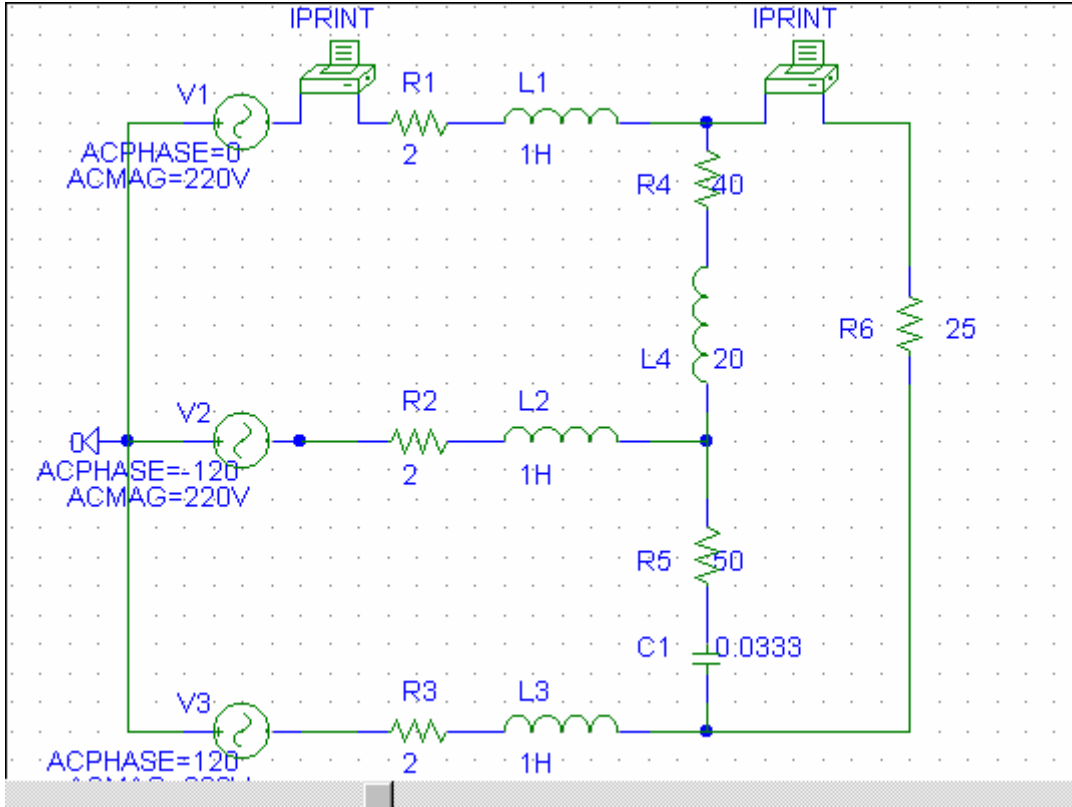 IPRINT
IPRINT
V1
R1
L1
ACPHASE=0
ACMAG=220V
2
1H
R4
40
R6
25
L4
20
V2
R2
L2
0
ACPHASE=-120
ACMAG=220V
2
1H
R5
50
C1
0.0333
V3
R3
L3
ACPHASE=120
2
1H